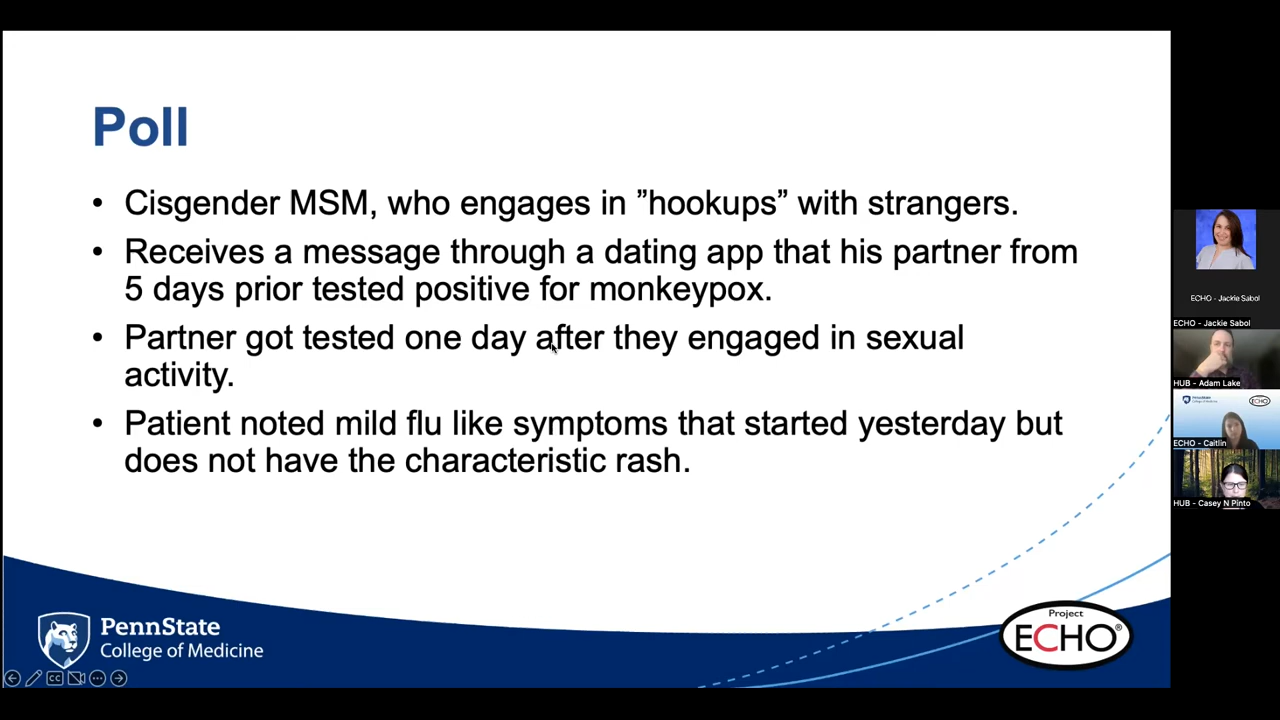 Poll
• Cisgender MSM, who engages in ”hookups” with strangers.
• Receives a message through a dating app that his partner from
5 days prior tested positive for monkeypox.
• Partner got tested one day after they engaged in sexual
activity.
• Patient noted mild flu like symptoms that started yesterday but
does not have the characteristic rash.
PennState
College of Medicine
Project
ECHO®
CC
ECHO - Jackie Sabol
ECHO - Jackie Sabol
HUB - Adam Lake
PennState
ECHO
ECHO - Caitlin
HUB - Casey N Pinto